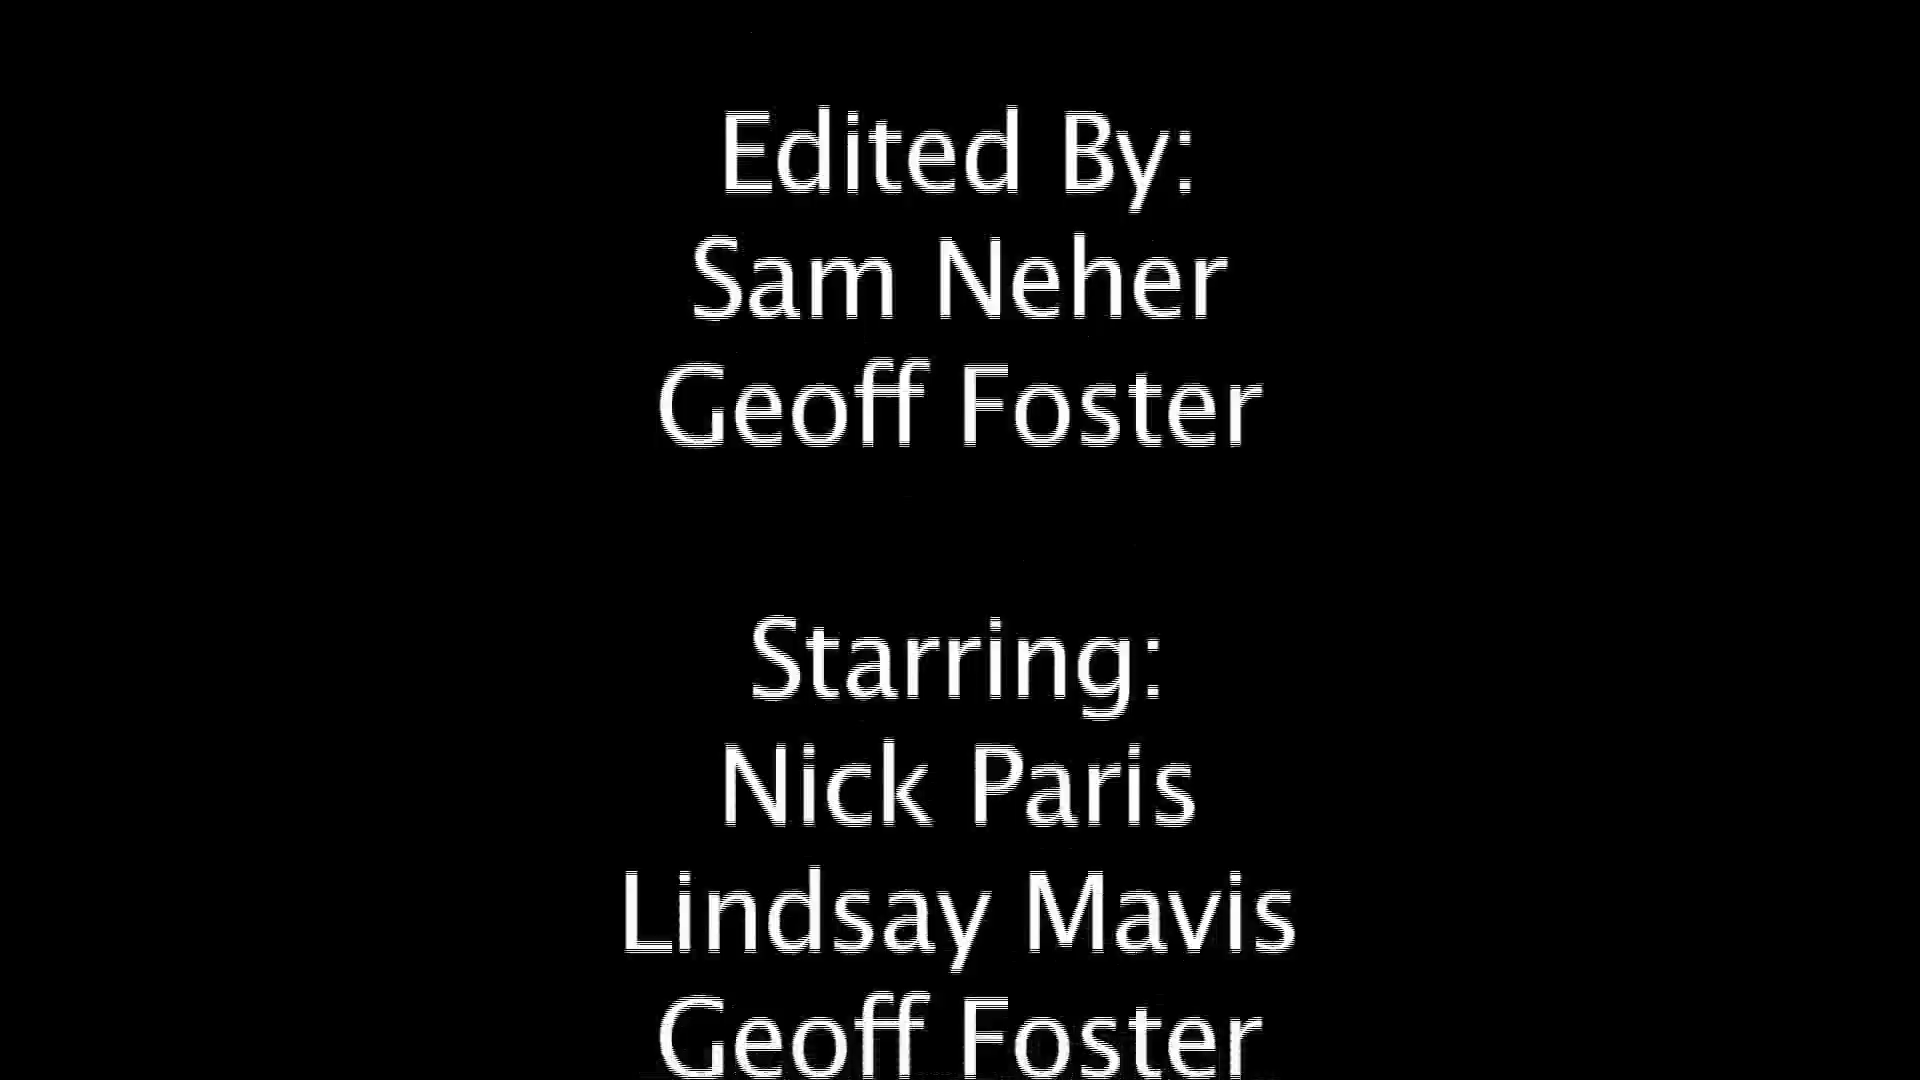 Edited By:
Sam Neher
Geoff Foster
Starring:
Nick Paris
Lindsay Mavis
Geoff Foster